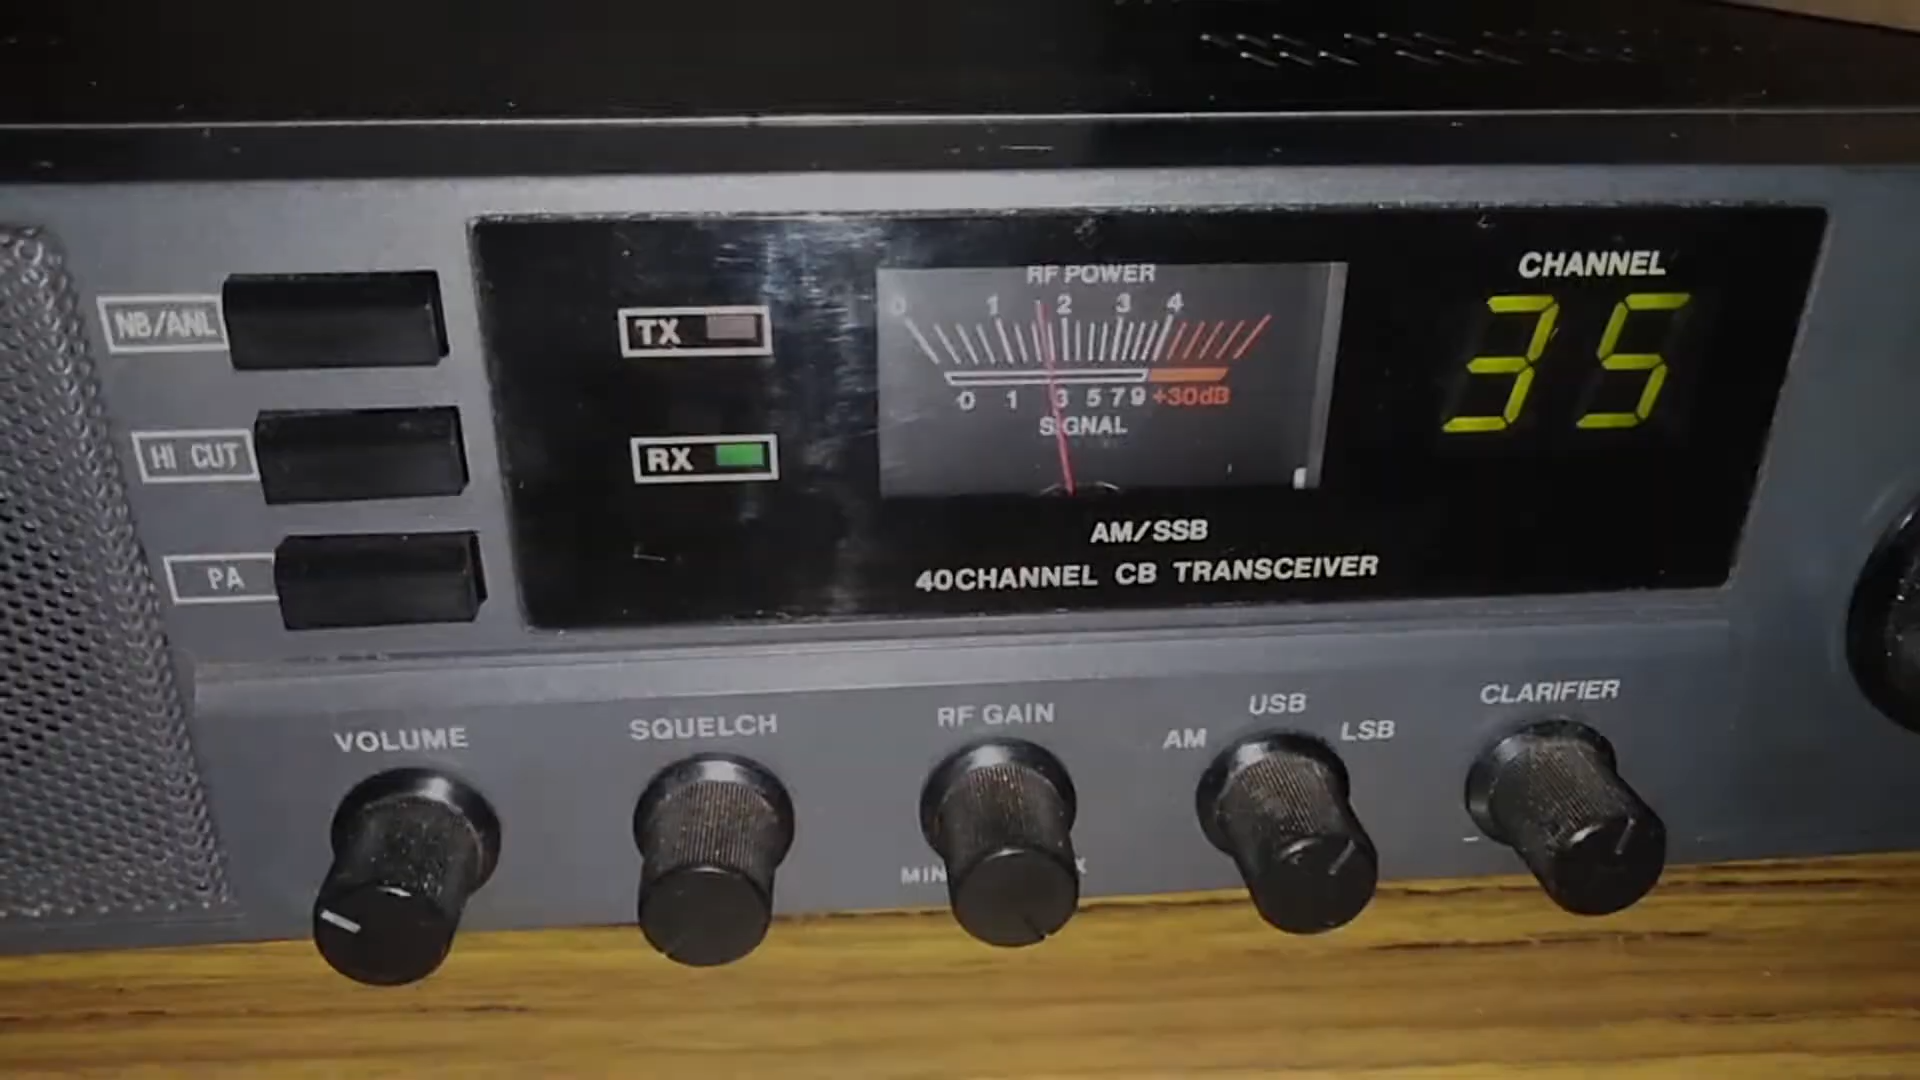 NB/ANL
HI CUT
PA
TX
RX
RF POWER
0 1 2 3 4
0 1 3 5 7 9 +30dB
SIGNAL
CHANNEL
35
AM/SSB
40CHANNEL CB TRANSCEIVER
VOLUME
SQUELCH
RF GAIN
MIN
AM USB LSB
CLARIFIER
-